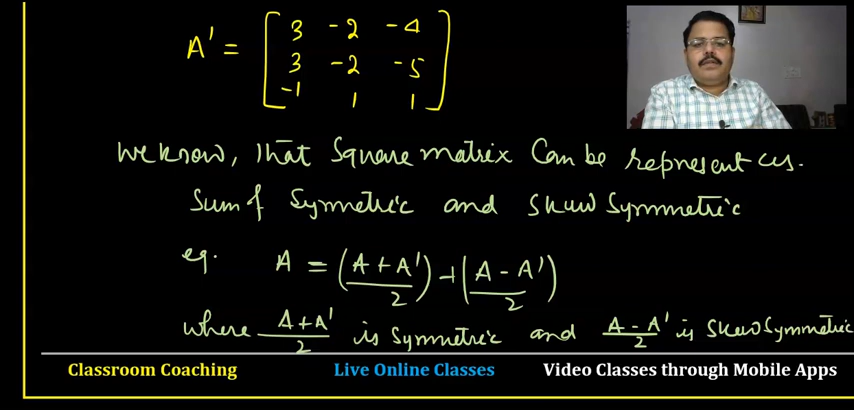 A' = [ 3 -2 -4
3 -2 -5
-1 1 1 ]
We know, That Square matrix Can be represent as.
Sum of Symmetric and Skew Symmetric
eg. A = (A + A'/2) + (A - A'/2)
where A+A'/2 is Symmetric and A-A'/2 is Skew Symmetric
Classroom Coaching Live Online Classes Video Classes through Mobile Apps